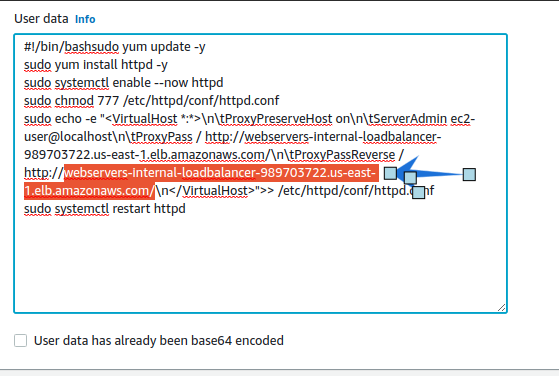 User data Info
#!/bin/bashsudo yum update -y
sudo yum install httpd -y
sudo systemctl enable --now httpd
sudo chmod 777 /etc/httpd/conf/httpd.conf
sudo echo -e "<VirtualHost *:*>\n\tProxyPreserveHost on\n\tServerAdmin ec2-
user@localhost\n\tProxyPass / http://webservers-internal-loadbalancer-
989703722.us-east-1.elb.amazonaws.com/\n\tProxyPassReverse /
http://webservers-internal-loadbalancer-989703722.us-east-
1.elb.amazonaws.com/\n</VirtualHost>">> /etc/httpd/conf/httpd.conf
sudo systemctl restart httpd
User data has already been base64 encoded